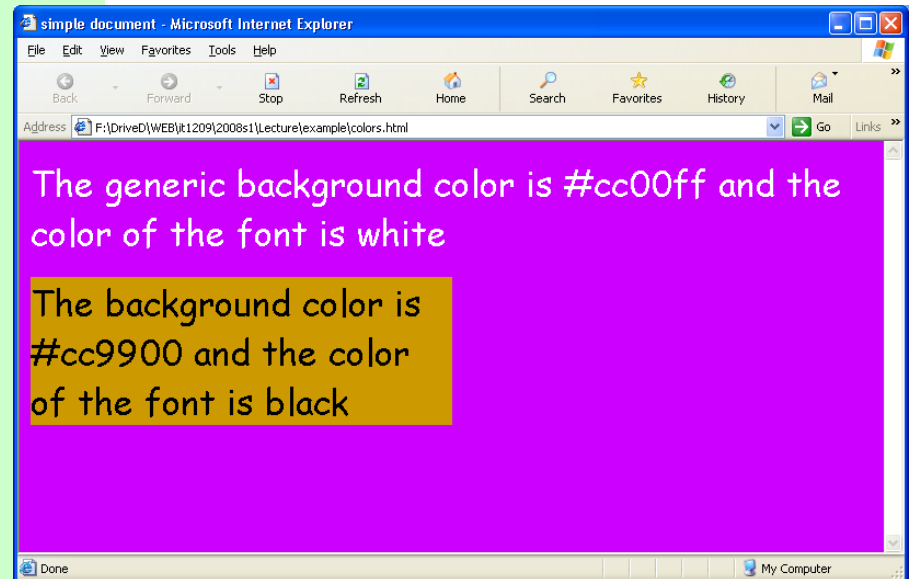 simple document - Microsoft Internet Explorer
File Edit View Favorites Tools Help
Back Forward Stop Refresh Home Search Favorites History Mail »
Address F:\DriveD\WEB\it1209\2008s1\Lecture\example\colors.html Go Links »
The generic background color is #cc00ff and the
color of the font is white
The background color is
#cc9900 and the color
of the font is black
Done My Computer